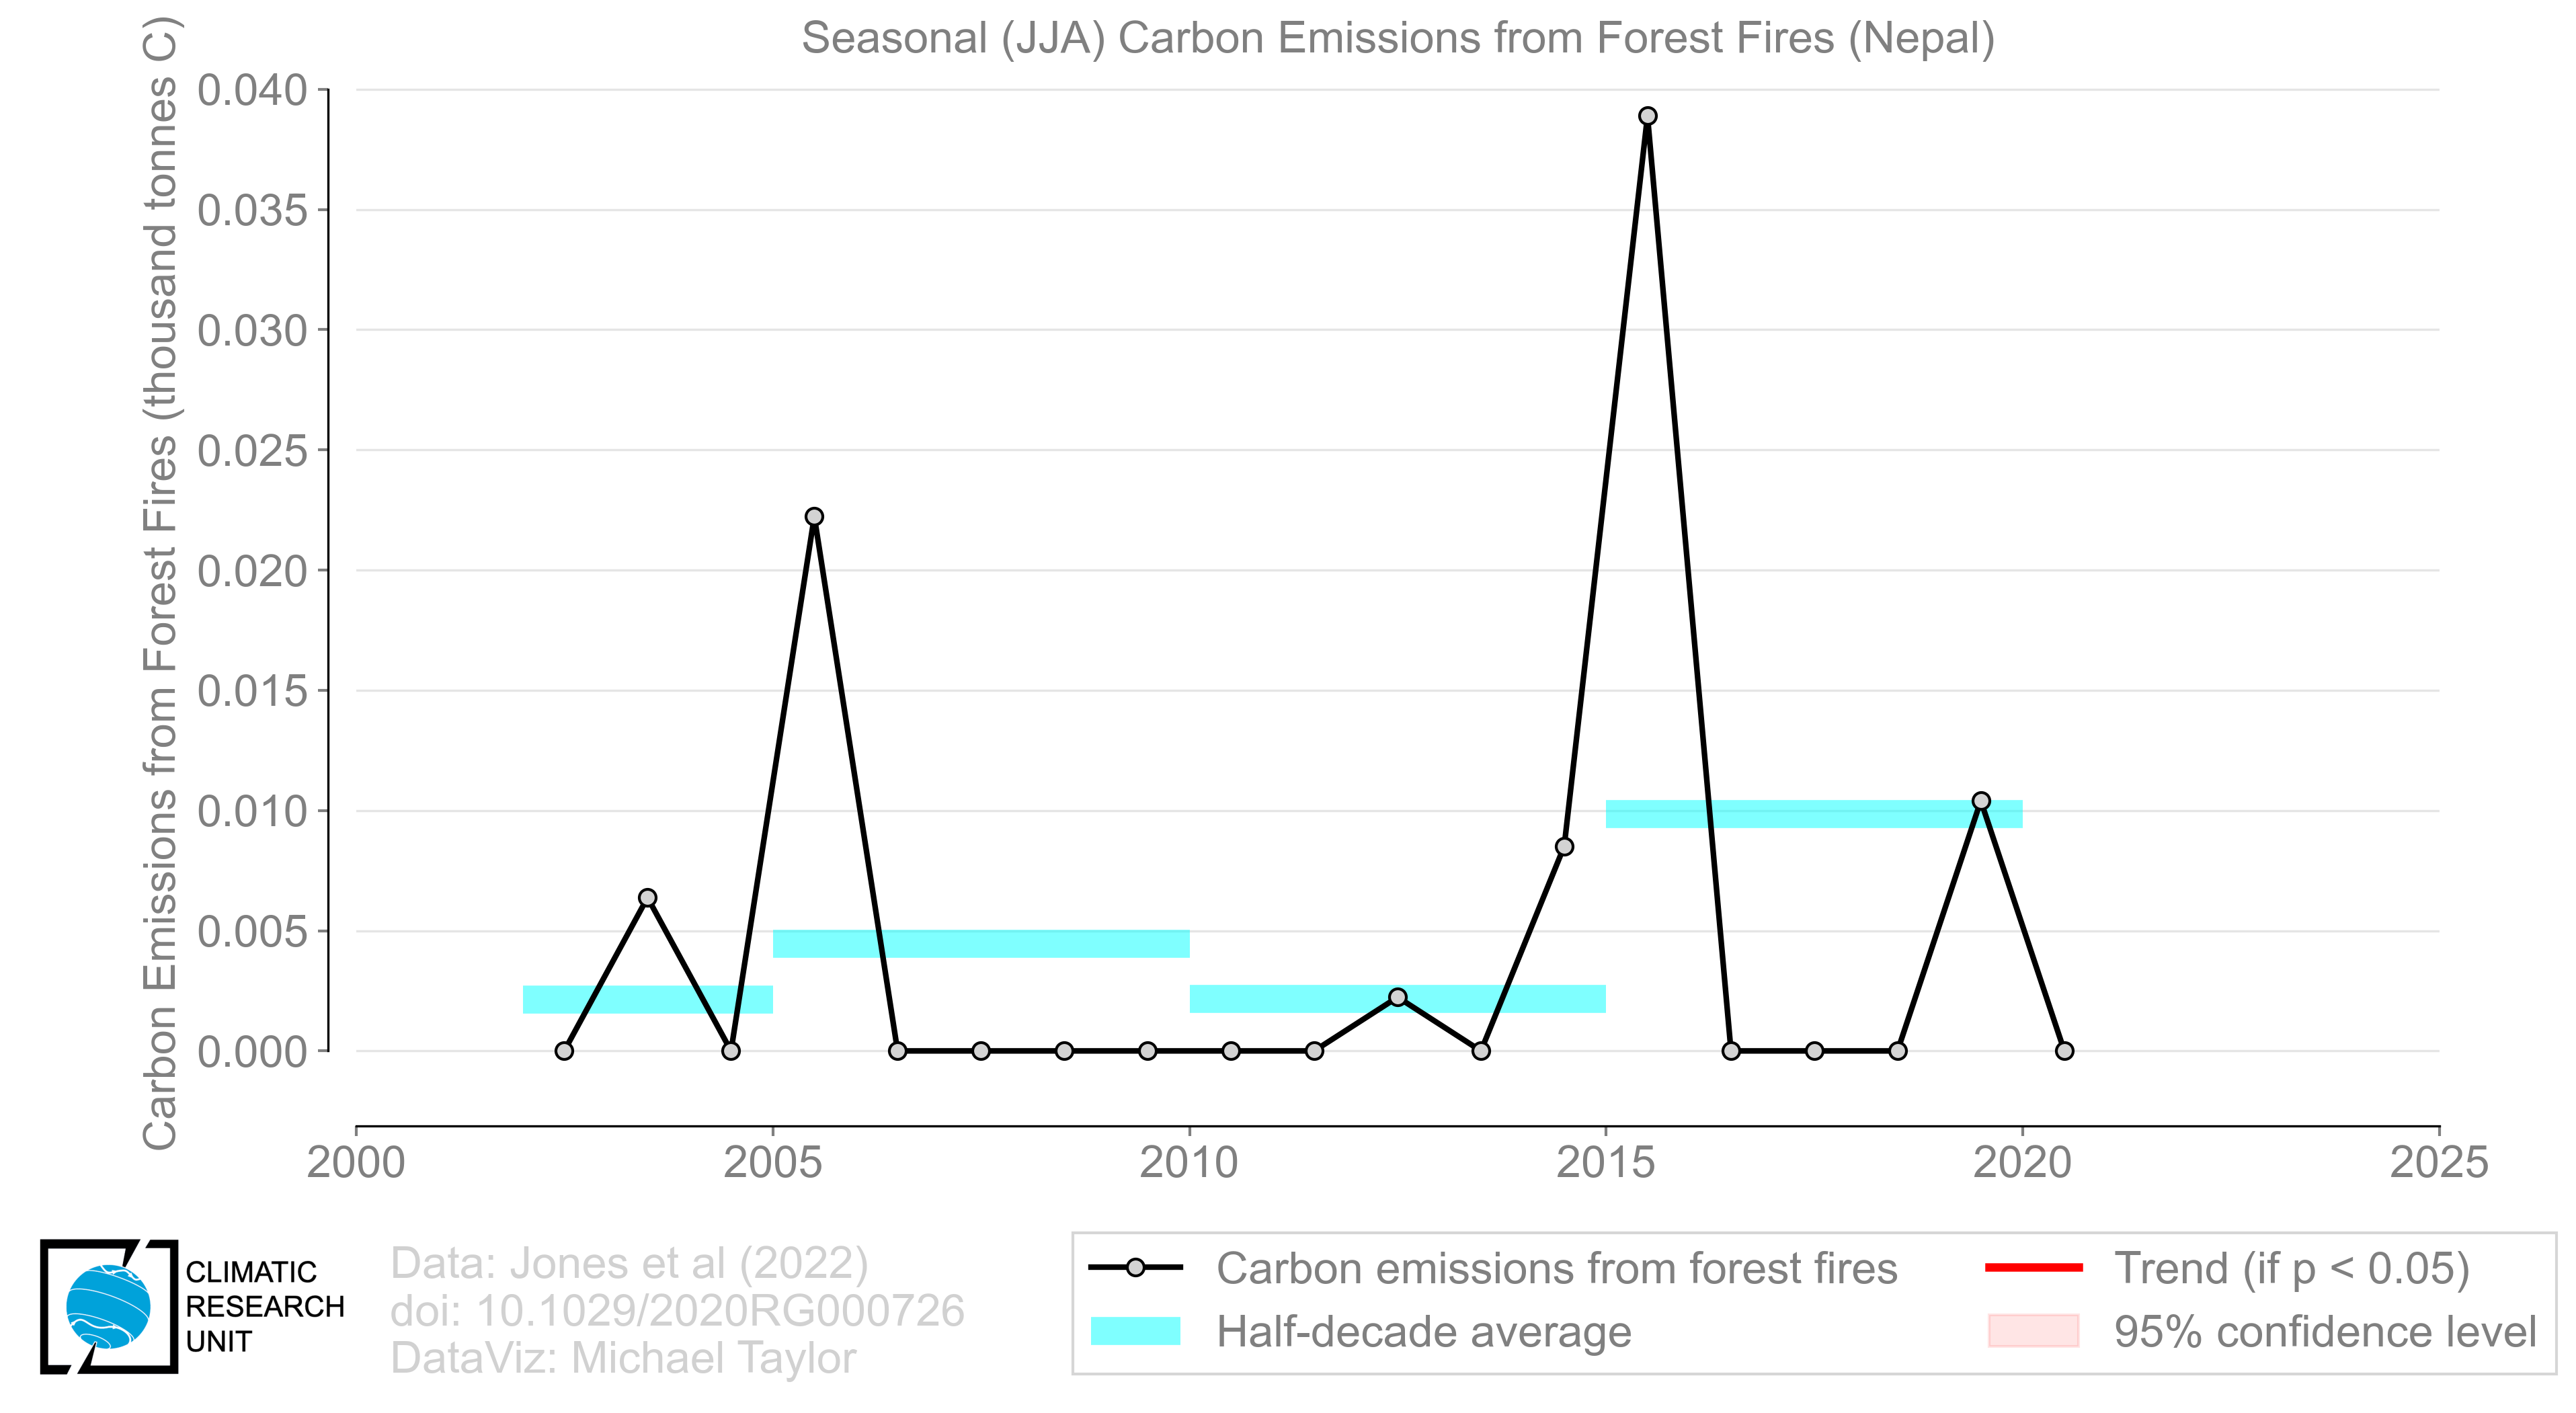 Seasonal (JJA) Carbon Emissions from Forest Fires (Nepal)
Carbon Emissions from Forest Fires (thousand tonnes C)
0.040
0.035
0.030
0.025
0.020
0.015
0.010
0.005
0.000
2000 2005 2010 2015 2020 2025
CLIMATIC
RESEARCH
UNIT
Data: Jones et al (2022)
doi: 10.1029/2020RG000726
DataViz: Michael Taylor
Carbon emissions from forest fires
Half-decade average
Trend (if p < 0.05)
95% confidence level